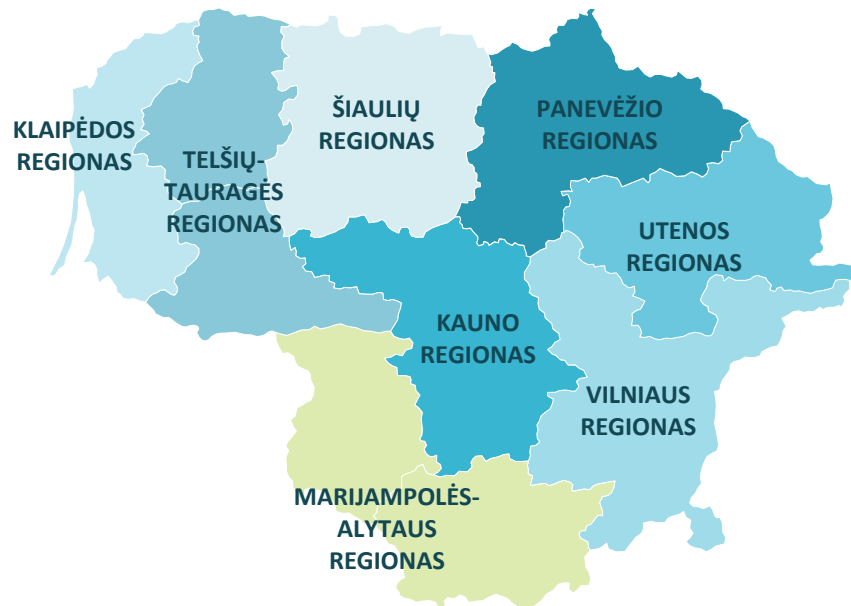 KLAIPĖDOS
REGIONAS
TELŠIŲ-
TAURAGĖS
REGIONAS
ŠIAULIŲ
REGIONAS
PANEVĖŽIO
REGIONAS
UTENOS
REGIONAS
KAUNO
REGIONAS
VILNIAUS
REGIONAS
MARIJAMPOLĖS-
ALYTAUS
REGIONAS